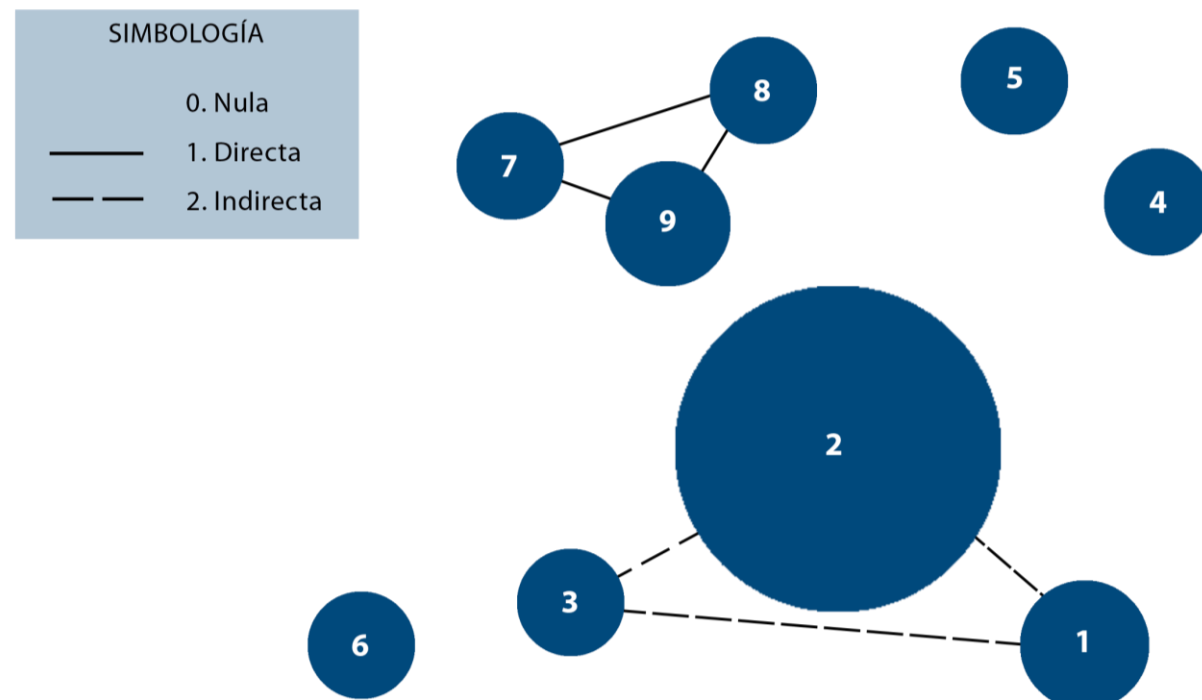 SIMBOLOGÍA
0. Nula
1. Directa
2. Indirecta
8
5
7
4
9
2
3
1
6